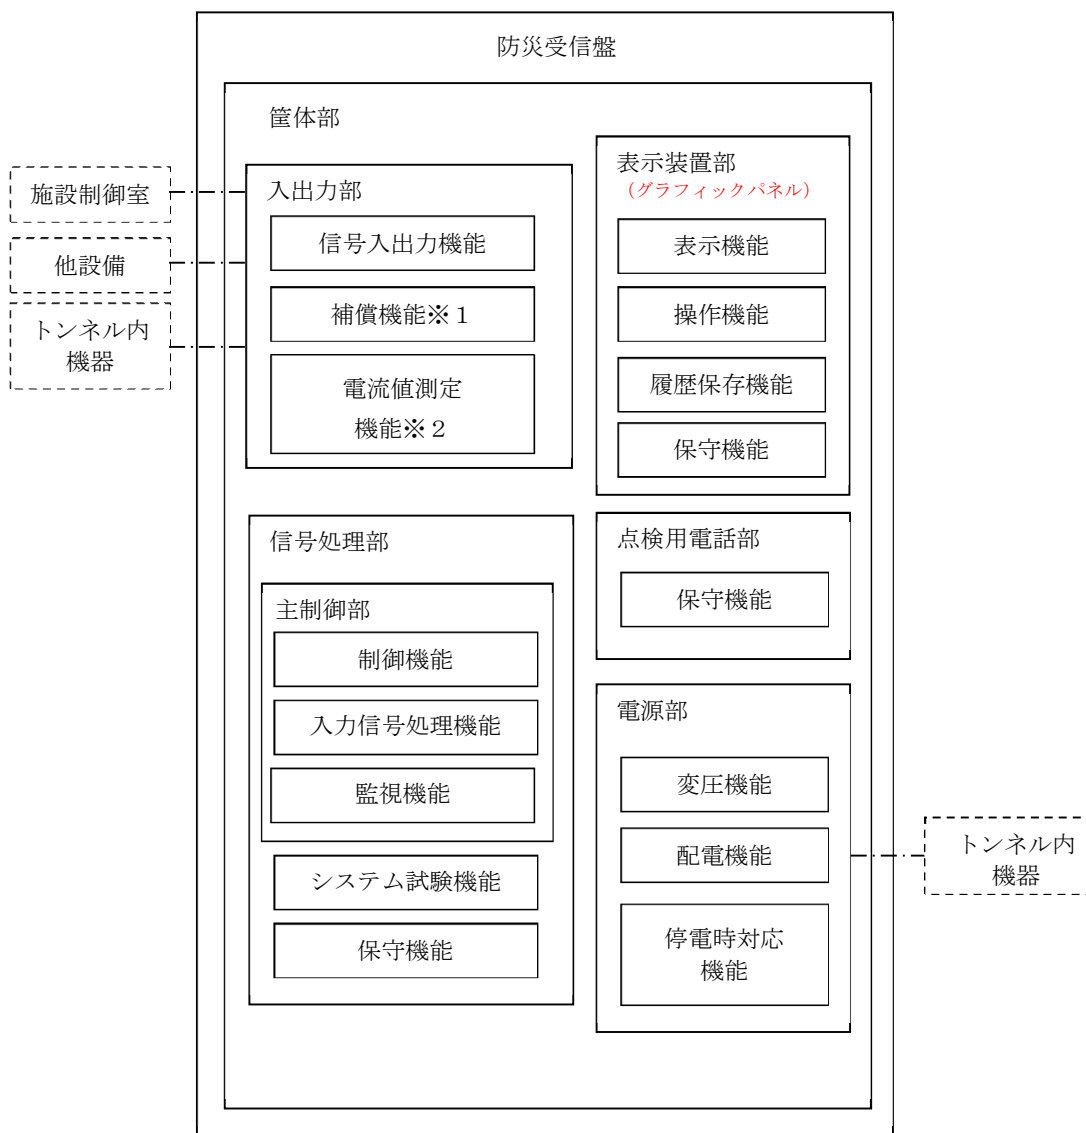 防災受信盤
筐体部
施設制御室
他設備
トンネル内
機器
入出力部
信号入出力機能
補償機能※１
電流値測定
機能※２
表示装置部
（グラフィックパネル）
表示機能
操作機能
履歴保存機能
保守機能
信号処理部
主制御部
制御機能
入力信号処理機能
監視機能
システム試験機能
保守機能
点検用電話部
保守機能
電源部
変圧機能
配電機能
停電時対応
機能
トンネル内
機器